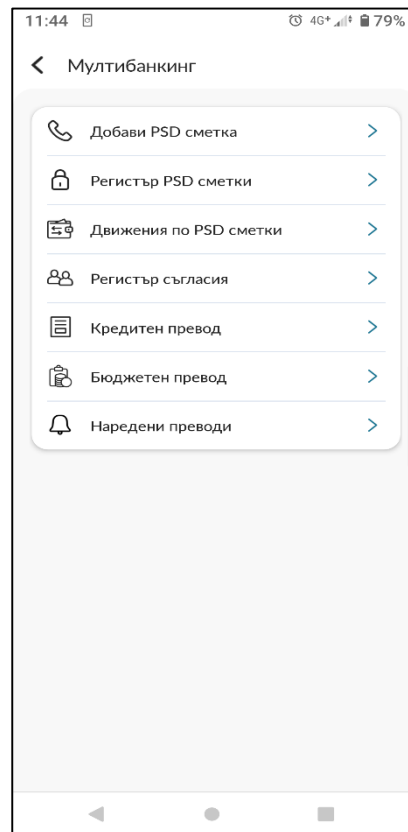 11:44 4G+ 79%
Мултибанкинг
Добави PSD сметка
Регистър PSD сметки
Движения по PSD сметки
Регистър съгласия
Кредитен превод
Бюджетен превод
Наредени преводи